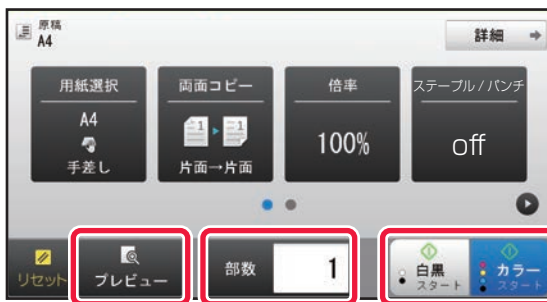 原稿
A4
詳細
用紙選択
A4
手差し
両面コピー
1
1
片面→片面
倍率
100%
ステープル / パンチ
off
リセット
プレビュー
部数
1
白黒
スタート
カラー
スタート